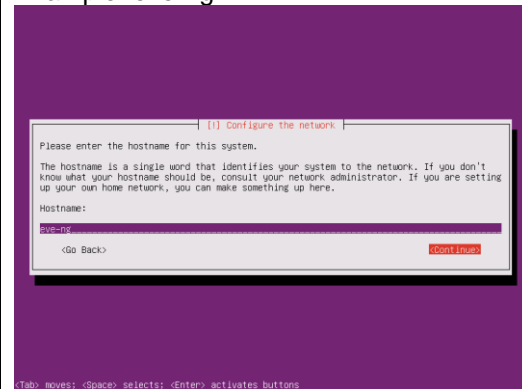 [!] Configure the network
Please enter the hostname for this system.
The hostname is a single word that identifies your system to the network. If you don't
know what your hostname should be, consult your network administrator. If you are setting
up your own home network, you can make something up here.
Hostname:
eve-ng
<Go Back> <Continue>
<Tab> moves; <Space> selects; <Enter> activates buttons